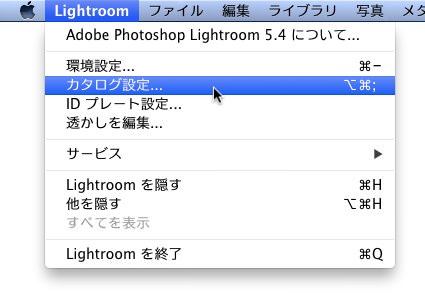 Lightroom ファイル 編集 ライブラリ 写真 メタ
Adobe Photoshop Lightroom 5.4 について...
環境設定... ⌘−
カタログ設定... ⌥⌘;
ID プレート設定...
透かしを編集...
サービス ▶
Lightroom を隠す ⌘H
他を隠す ⌥⌘H
すべてを表示
Lightroom を終了 ⌘Q